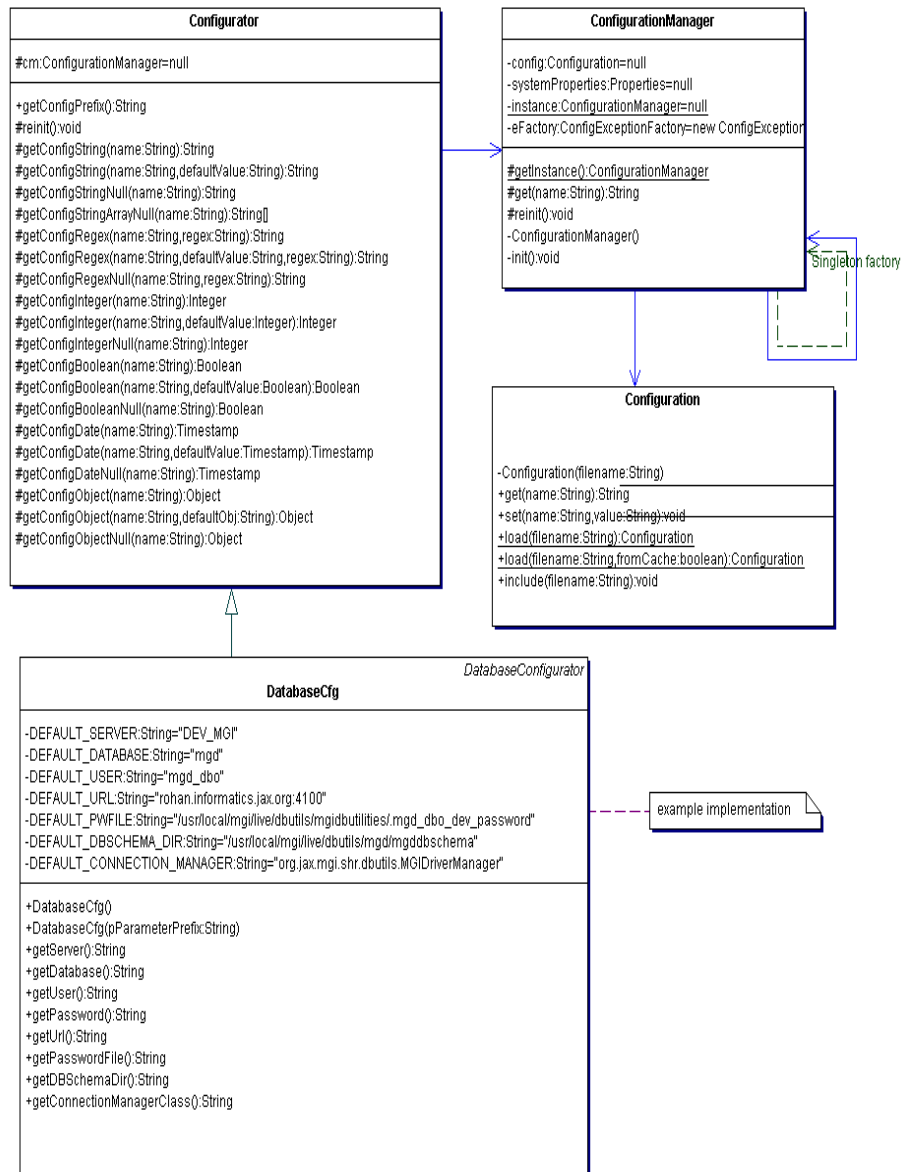 Configurator
#cm:ConfigurationManager=null
+getConfigPrefix():String
#reinit():void
#getConfigString(name:String):String
#getConfigString(name:String,defaultValue:String):String
#getConfigStringNull(name:String):String
#getConfigStringArrayNull(name:String):String[]
#getConfigRegex(name:String,regex:String):String
#getConfigRegex(name:String,defaultValue:String,regex:String):String
#getConfigRegexNull(name:String,regex:String):String
#getConfigInteger(name:String):Integer
#getConfigInteger(name:String,defaultValue:Integer):Integer
#getConfigIntegerNull(name:String):Integer
#getConfigBoolean(name:String):Boolean
#getConfigBoolean(name:String,defaultValue:Boolean):Boolean
#getConfigBooleanNull(name:String):Boolean
#getConfigDate(name:String):Timestamp
#getConfigDate(name:String,defaultValue:Timestamp):Timestamp
#getConfigDateNull(name:String):Timestamp
#getConfigObject(name:String):Object
#getConfigObject(name:String,defaultObj:String):Object
#getConfigObjectNull(name:String):Object
ConfigurationManager
-config:Configuration=null
-systemProperties:Properties=null
-instance:ConfigurationManager=null
-eFactory:ConfigExceptionFactory=new ConfigException
#getInstance():ConfigurationManager
#get(name:String):String
#reinit():void
-ConfigurationManager()
-init():void
Singleton factory
Configuration
-Configuration(filename:String)
+get(name:String):String
+set(name:String,value:String):void
+load(filename:String):Configuration
+load(filename:String,fromCache:boolean):Configuration
+include(filename:String):void
DatabaseConfigurator
DatabaseCfg
-DEFAULT_SERVER:String="DEV_MGI"
-DEFAULT_DATABASE:String="mgd"
-DEFAULT_USER:String="mgd_dbo"
-DEFAULT_URL:String="rohan.informatics.jax.org:4100"
-DEFAULT_PWFILE:String="/usr/local/mgi/live/dbutils/mgidbutilities/.mgd_dbo_dev_password"
-DEFAULT_DBSCHEMA_DIR:String="/usr/local/mgi/live/dbutils/mgd/mgddbschema"
-DEFAULT_CONNECTION_MANAGER:String="org.jax.mgi.shr.dbutils.MGIDriverManager"
+DatabaseCfg()
+DatabaseCfg(pParameterPrefix:String)
+getServer():String
+getDatabase():String
+getUser():String
+getPassword():String
+getUrl():String
+getPasswordFile():String
+getDBSchemaDir():String
+getConnectionManagerClass():String
example implementation